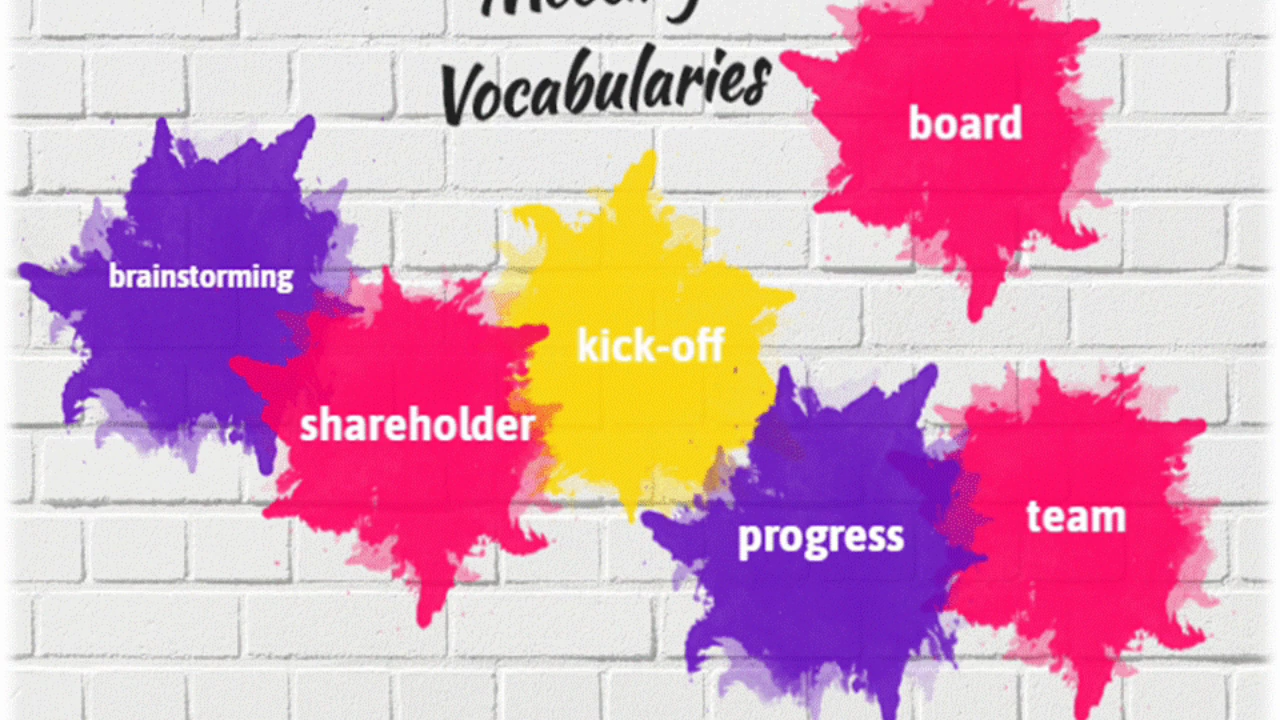 Vocabularies
board
brainstorming
kick-off
shareholder
team
progress